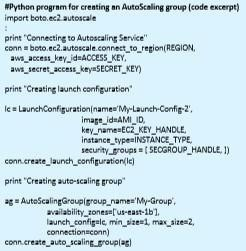 #Python program for creating an AutoScaling group (code excerpt)
import boto.ec2.autoscale
:
print "Connecting to Autoscaling Service"
conn = boto.ec2.autoscale.connect_to_region(REGION,
aws_access_key_id=ACCESS_KEY,
aws_secret_access_key=SECRET_KEY)
print "Creating launch configuration"
lc = LaunchConfiguration(name='My-Launch-Config-2',
image_id=AMI_ID,
key_name=EC2_KEY_HANDLE,
instance_type=INSTANCE_TYPE,
security_groups = [ SECGROUP_HANDLE, ])
conn.create_launch_configuration(lc)
print "Creating auto-scaling group"
ag = AutoScalingGroup(group_name='My-Group',
availability_zones=['us-east-1b'],
launch_config=lc, min_size=1, max_size=2,
connection=conn)
conn.create_auto_scaling_group(ag)